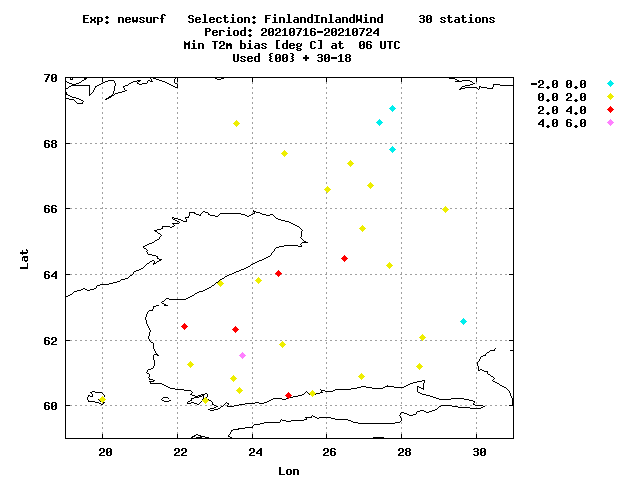 Exp: newsurf   Selection: FinlandInlandWind     30 stations
Period: 20210716-20210724
Min T2m bias [deg C] at  06 UTC
Used {00} + 30-18
-2.0 0.0
0.0 2.0
2.0 4.0
4.0 6.0
70
68
66
64
62
60
Lat
20 22 24 26 28 30
Lon